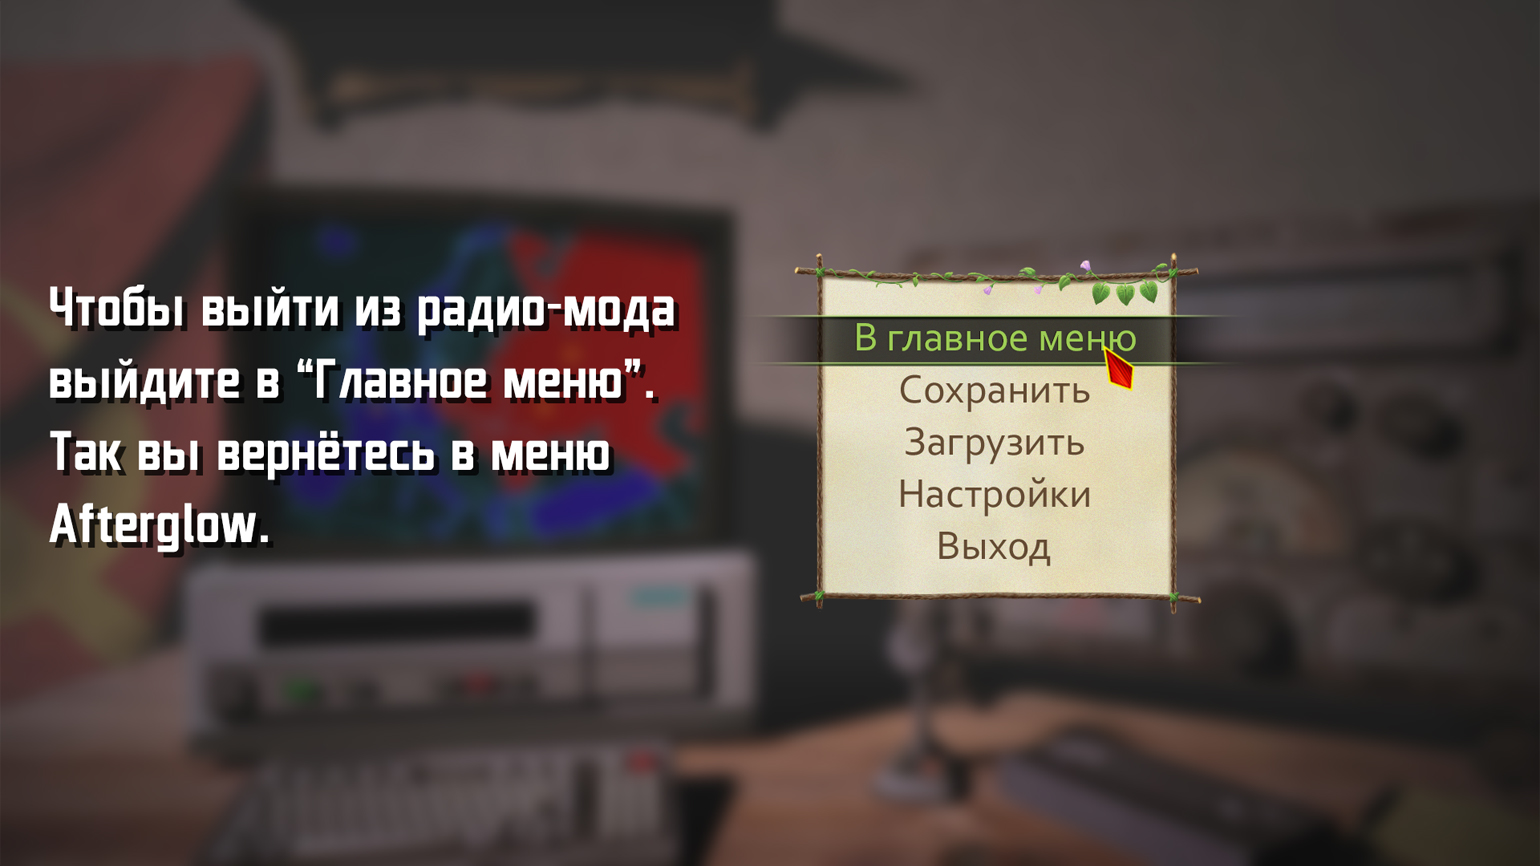 Чтобы выйти из радио-мода
выйдите в “Главное меню”.
Так вы вернётесь в меню
Afterglow.
В главное меню
Сохранить
Загрузить
Настройки
Выход